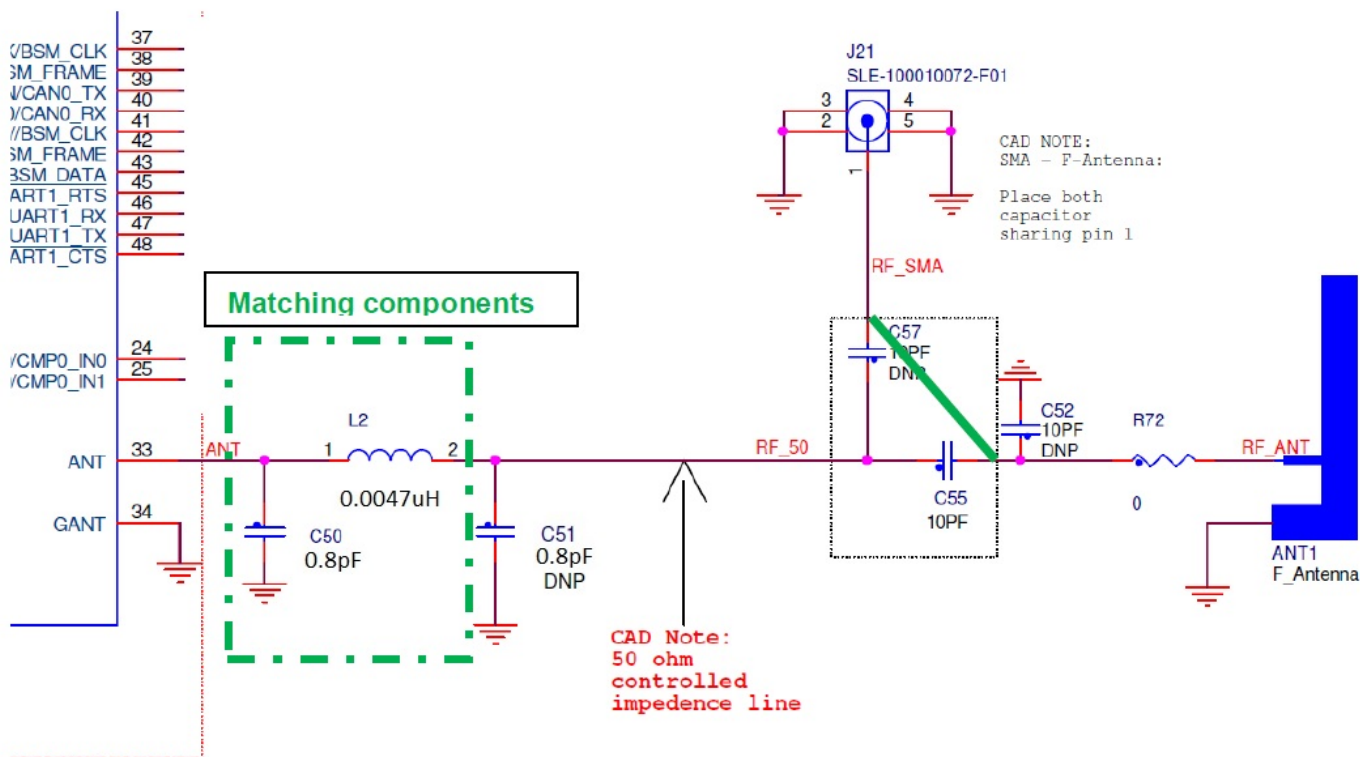 37
/BSM_CLK
38
SM_FRAME
39
N/CAN0_TX
40
0/CAN0_RX
41
//BSM_CLK
42
SM_FRAME
43
BSM_DATA
45
ART1_RTS
46
UART1_RX
47
UART1_TX
48
ART1_CTS
J21
SLE-100010072-F01
3
4
2
5
1
CAD NOTE:
SMA - F-Antenna:
Place both
capacitor
sharing pin 1
RF_SMA
Matching components
24
/CMP0_IN0
25
/CMP0_IN1
C57
10PF
DNP
C52
10PF
DNP
R72
0
RF_ANT
33
ANT
ANT
L2
1
2
0.0047uH
RF_50
C55
10PF
34
GANT
C50
0.8pF
C51
0.8pF
DNP
ANT1
F_Antenna
CAD Note:
50 ohm
controlled
impedence line